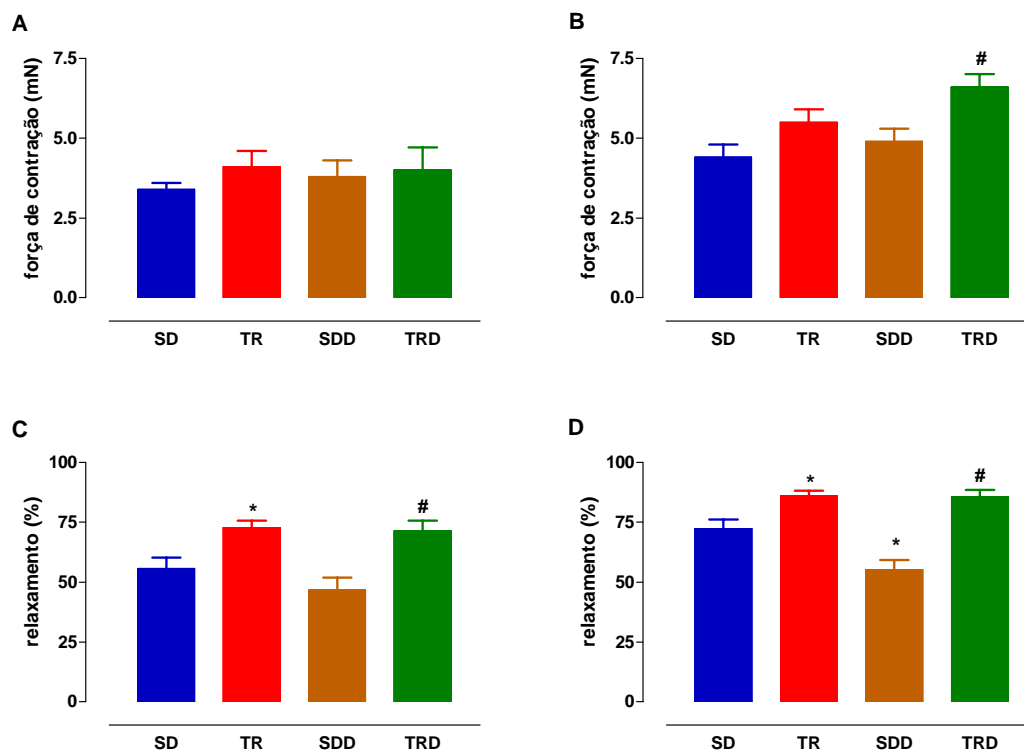 A
força de contração (mN)
7.5
5.0
2.5
0.0
SD TR SDD TRD
B
força de contração (mN)
7.5
5.0
2.5
0.0
#
SD TR SDD TRD
C
relaxamento (%)
100
75
50
25
0
* #
SD TR SDD TRD
D
relaxamento (%)
100
75
50
25
0
* * #
SD TR SDD TRD